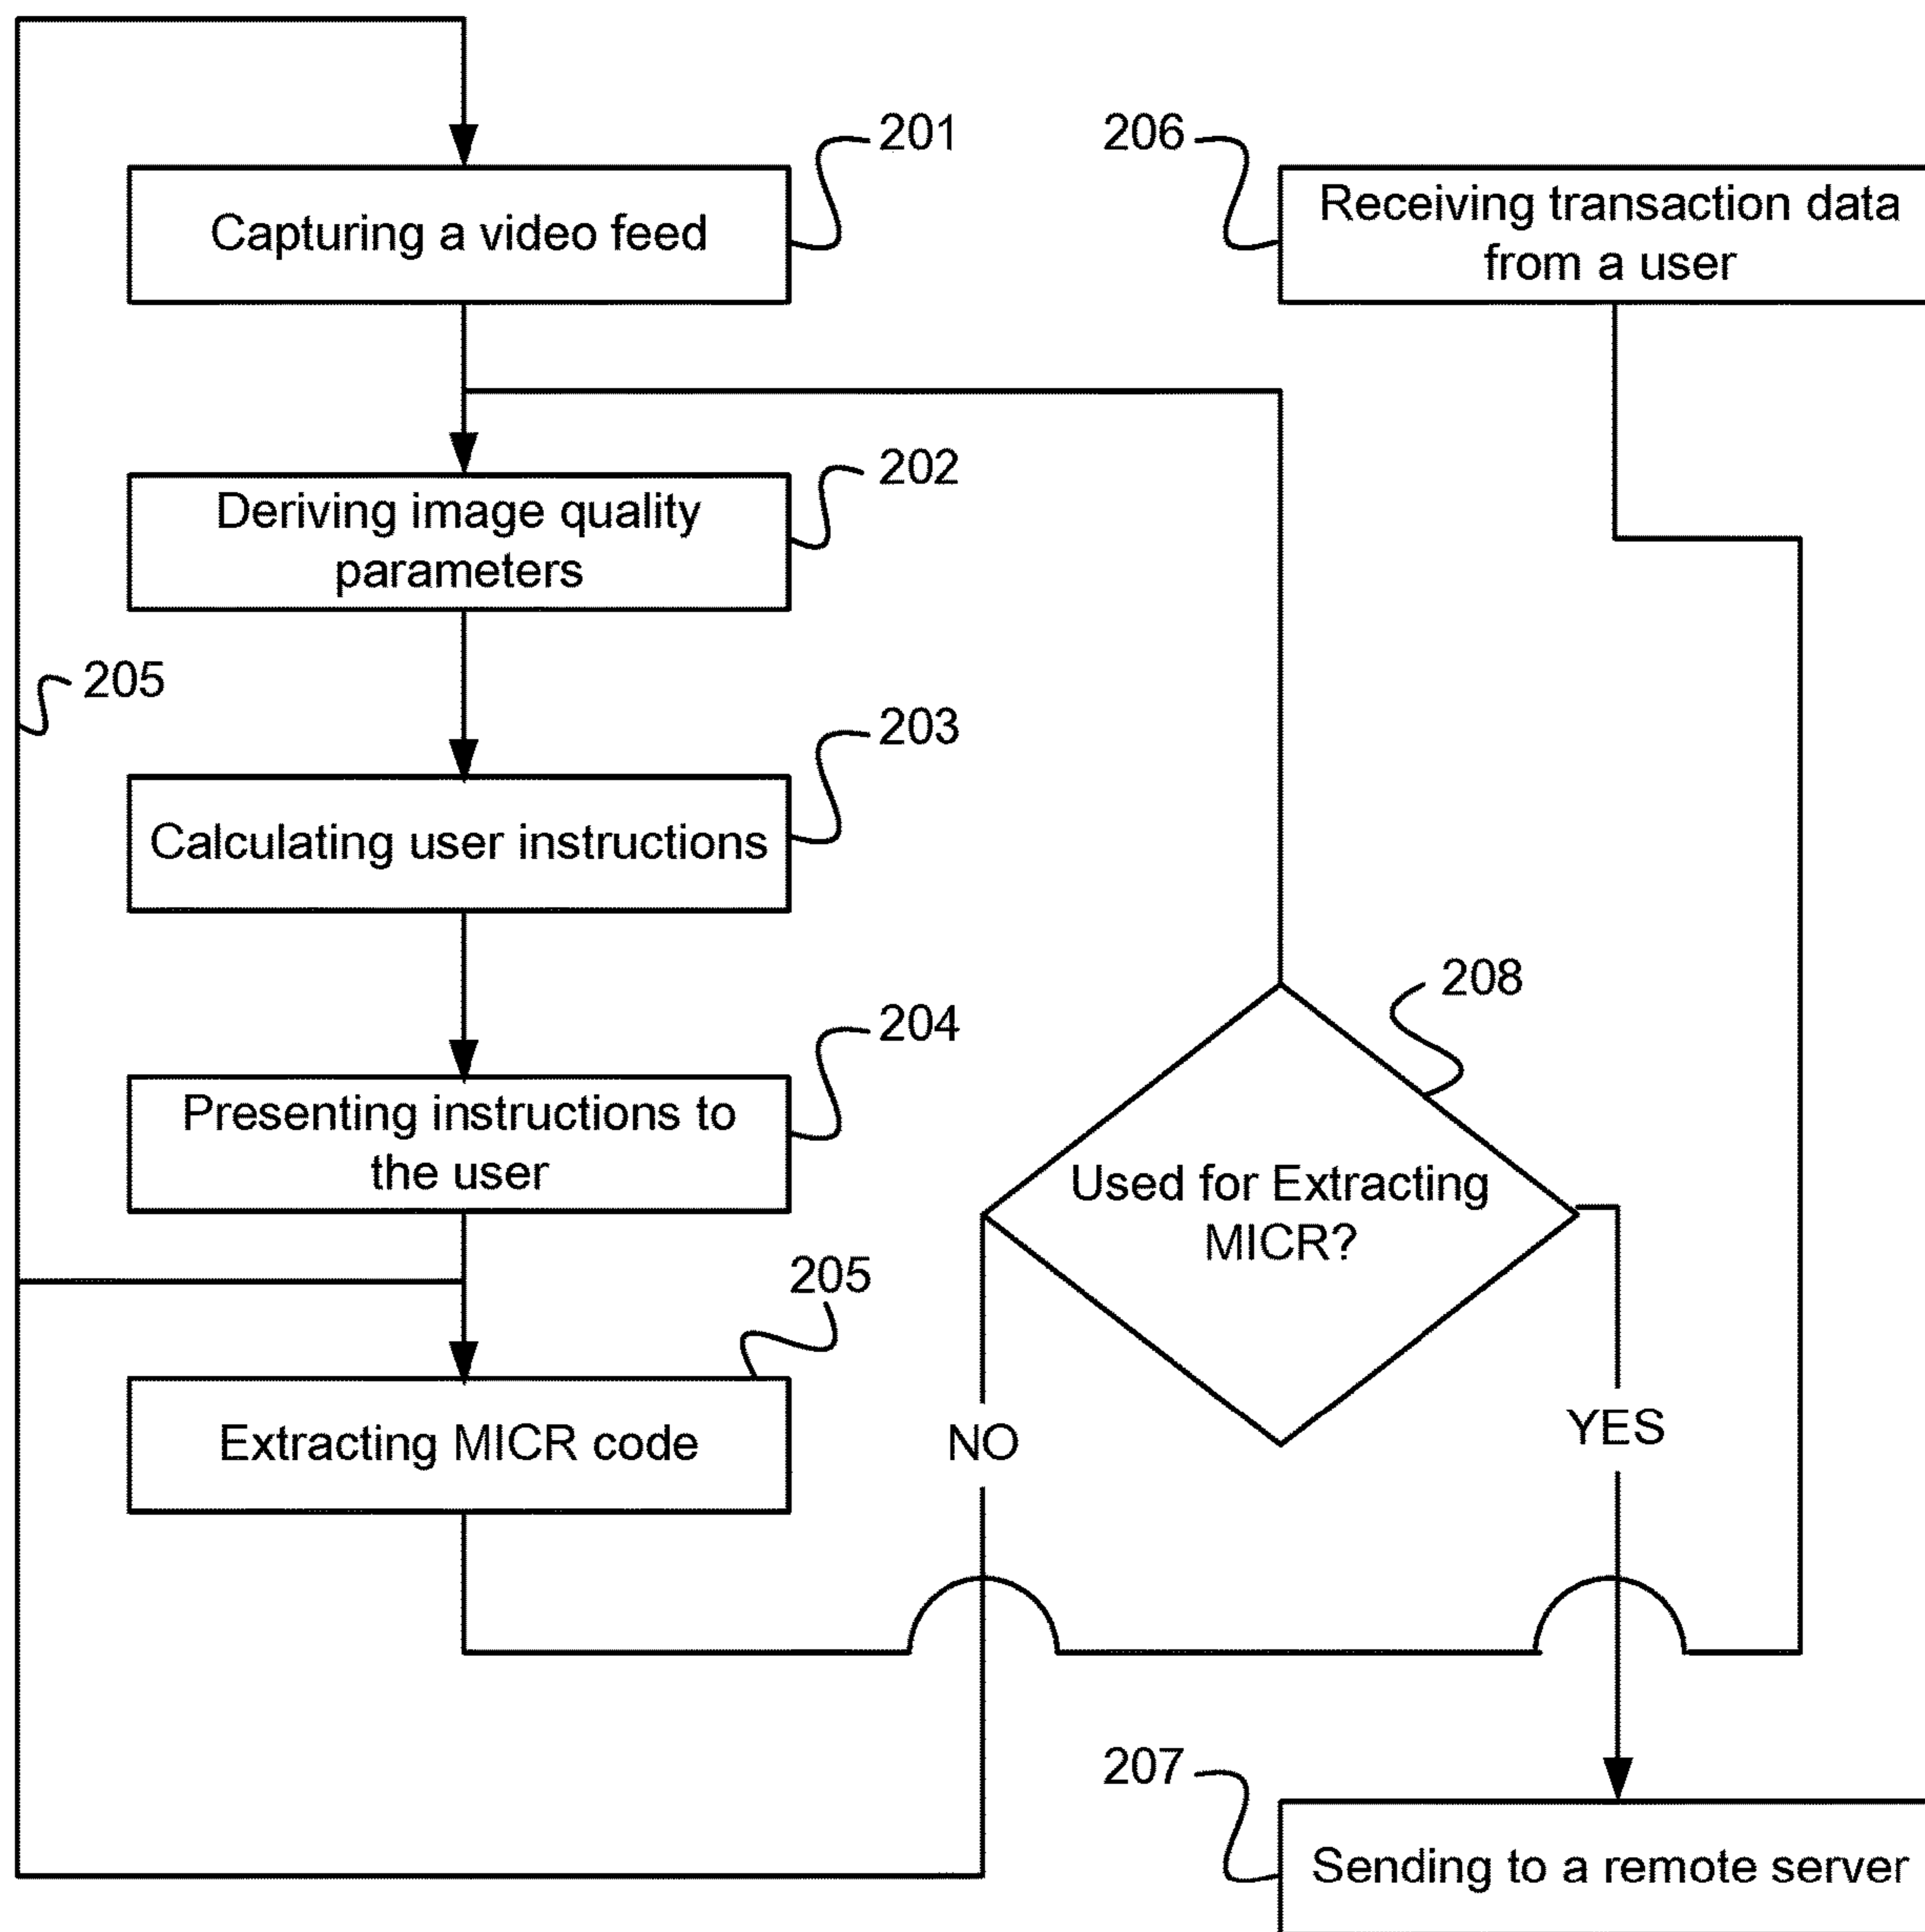 201
Capturing a video feed
206
Receiving transaction data
from a user
202
Deriving image quality
parameters
205
203
Calculating user instructions
204
Presenting instructions to
the user
208
Used for Extracting
MICR?
205
Extracting MICR code
NO
YES
207
Sending to a remote server